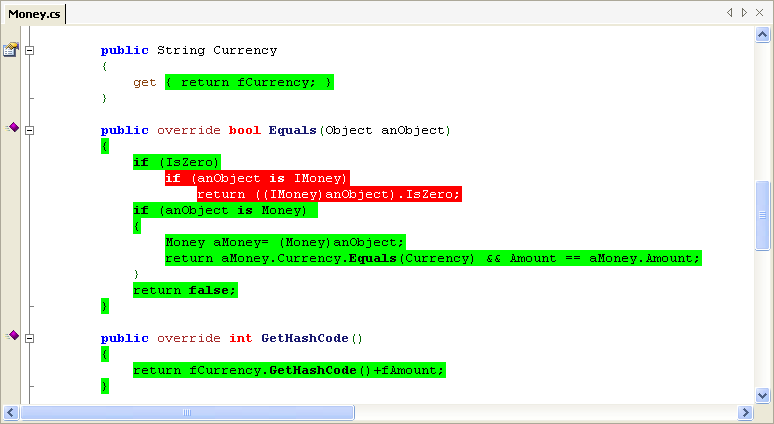 Money.cs
public String Currency
{
get { return fCurrency; }
}
public override bool Equals(Object anObject)
{
if (IsZero)
if (anObject is IMoney)
return ((IMoney)anObject).IsZero;
if (anObject is Money)
{
Money aMoney= (Money)anObject;
return aMoney.Currency.Equals(Currency) && Amount == aMoney.Amount;
}
return false;
}
public override int GetHashCode()
{
return fCurrency.GetHashCode()+fAmount;
}